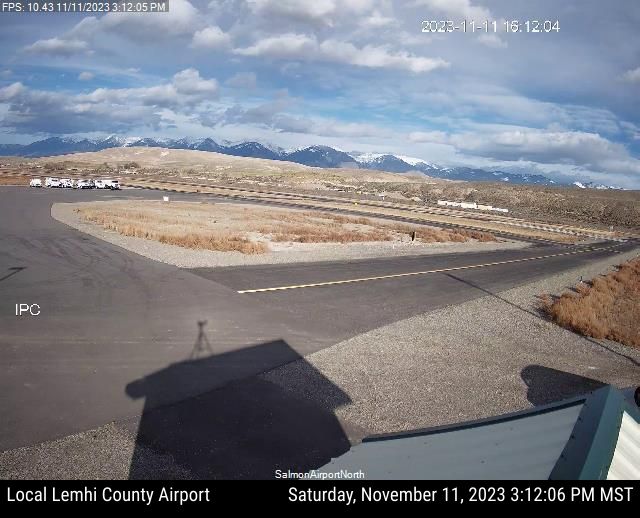 FPS: 10.43 11/11/2023 3:12:05 PM
2023-11-11 16:12:04
IPC
SalmonAirportNorth
Local Lemhi County Airport
Saturday, November 11, 2023 3:12:06 PM MST